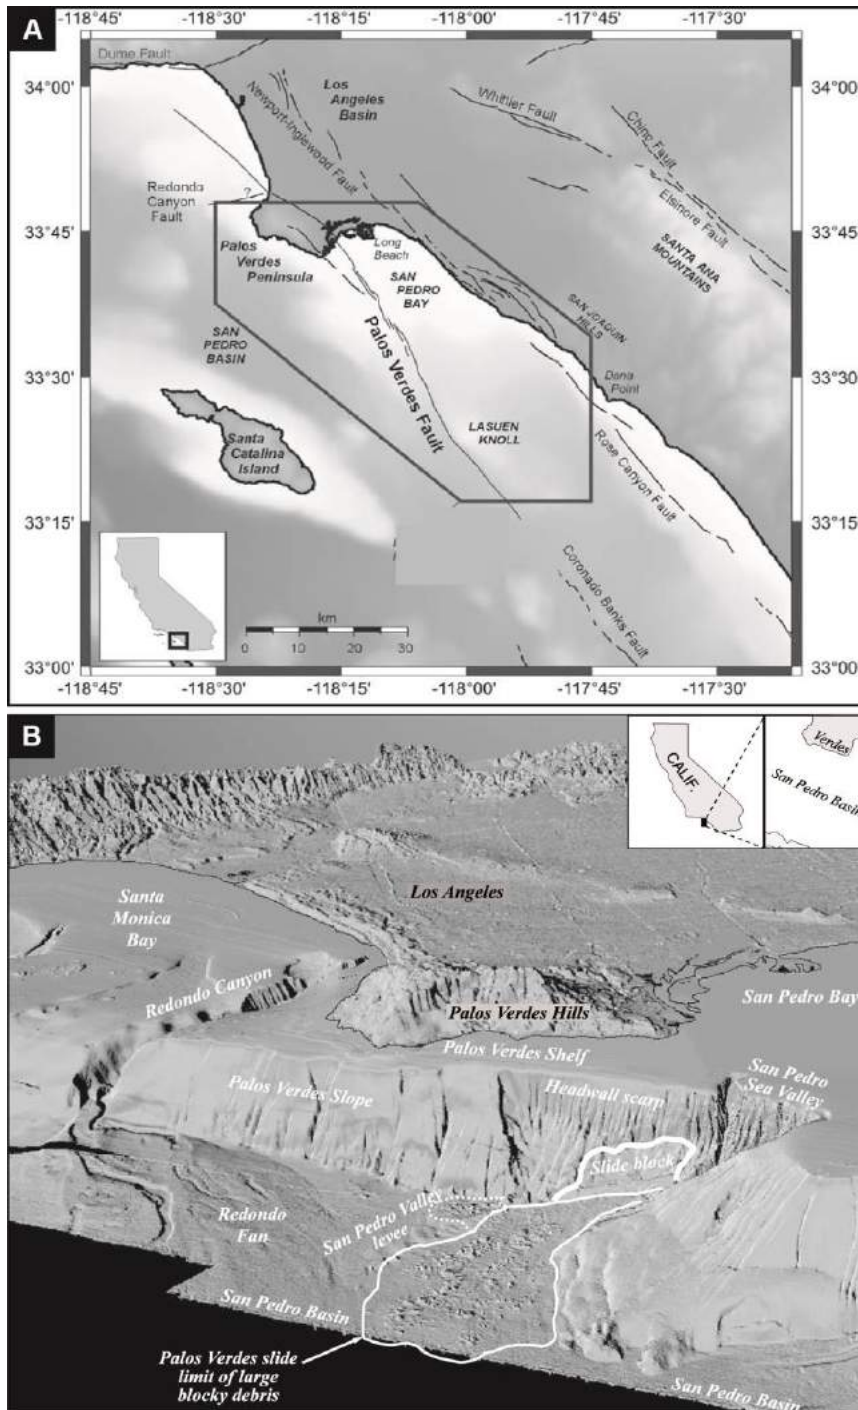 A
-118°45'
-118°30'
-118°15'
-118°00'
-117°45'
-117°30'
34°00'
34°00'
33°45'
33°45'
33°30'
33°30'
33°15'
33°15'
33°00'
33°00'
Dume Fault
Los
Angeles
Basin
Newport-Inglewood Fault
Whittier Fault
Chino Fault
Elsinore Fault
SANTA ANA
MOUNTAINS
Redondo
Canyon
Fault
?
Palos
Verdes
Peninsula
Long
Beach
SAN
PEDRO
BAY
SAN JOAQUIN
HILLS
SAN
PEDRO
BASIN
Palos Verdes Fault
Dana
Point
LASUEN
KNOLL
Rose Canyon Fault
Santa
Catalina
Island
Coronado Banks Fault
km
0
10
20
30
-118°45'
-118°30'
-118°15'
-118°00'
-117°45'
-117°30'
B
CALIF.
Verdes
San Pedro Basin
Los Angeles
Santa
Monica
Bay
Redondo Canyon
Palos Verdes Hills
San Pedro Bay
Palos Verdes Shelf
San Pedro
Sea Valley
Palos Verdes Slope
Headwall scarp
Slide block
San Pedro Valley
levee
Redondo
Fan
San Pedro Basin
Palos Verdes slide
limit of large
blocky debris
San Pedro Basin